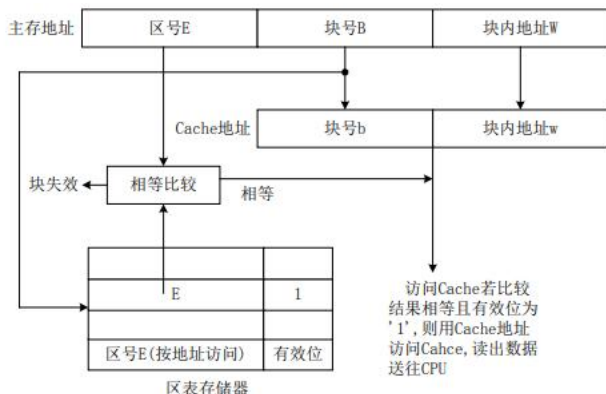 主存地址
区号E
块号B
块内地址W
Cache地址
块号b
块内地址w
块失效
相等比较
相等
E
1
区号E(按地址访问)
有效位
区表存储器
访问Cache若比较
结果相等且有效位为
'1',则用Cache地址
访问Cahce,读出数据
送往CPU